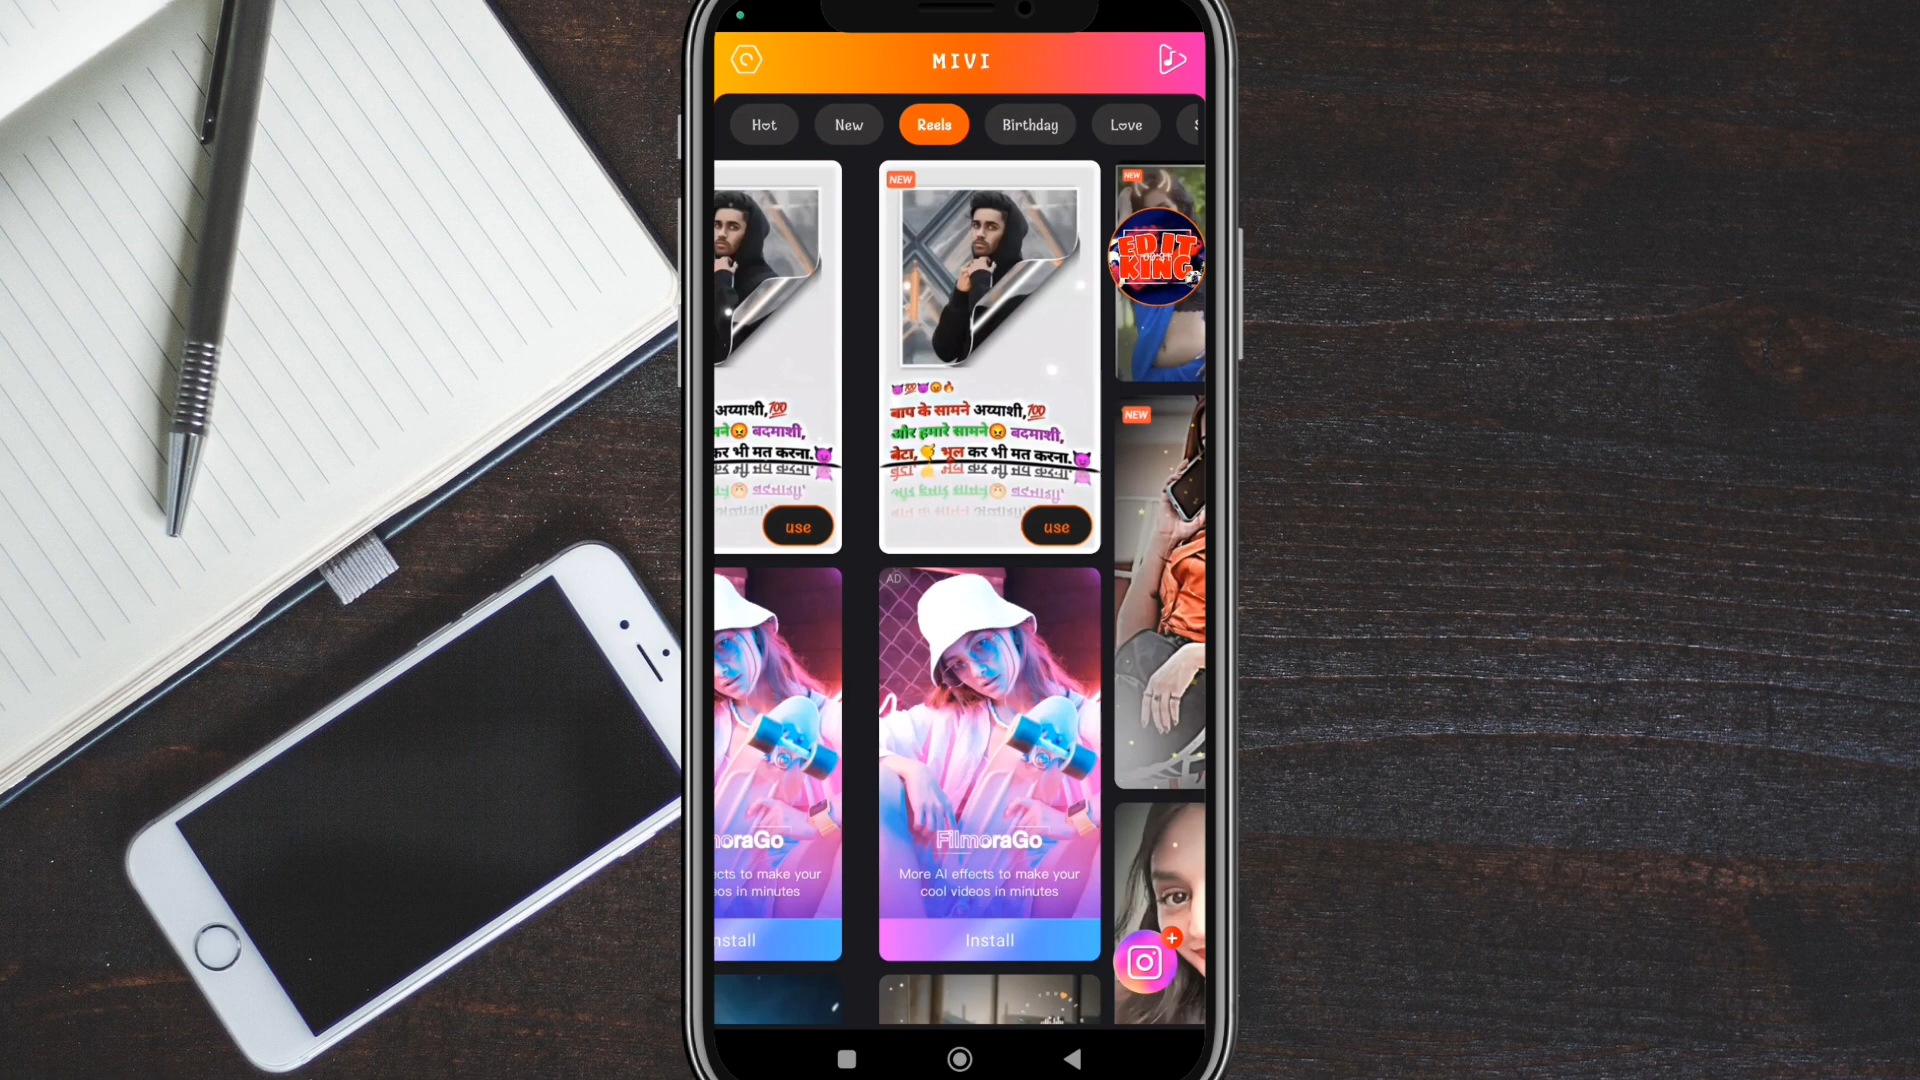 MIVI
Hot
New
Reels
Birthday
Love
अय्याशी,💯
बदमाशी,
कर भी मत करना.
use
NEW
बाप के सामने अय्याशी,💯
और हमारे सामने😡 बदमाशी,
बेटा,🤙 भूल कर भी मत करना.😈
use
NEW
EDIT
KING
NEW
oraGo
cts to make your
os in minutes
nstall
AD
FilmoraGo
More AI effects to make your
cool videos in minutes
Install